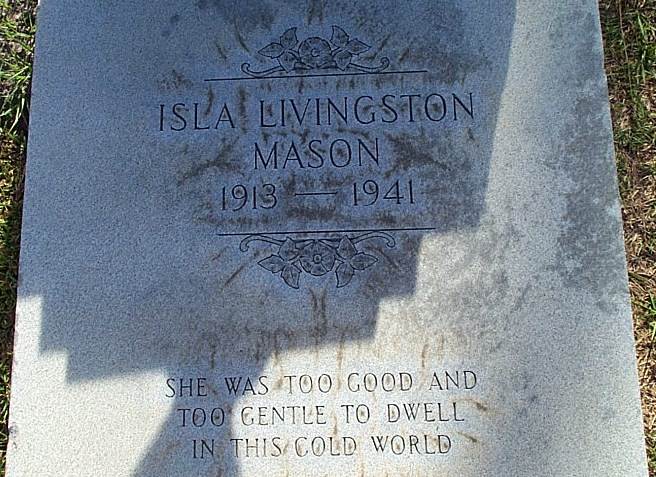 ISLA LIVINGSTON
MASON
1913 — 1941
SHE WAS TOO GOOD AND
TOO GENTLE TO DWELL
IN THIS COLD WORLD